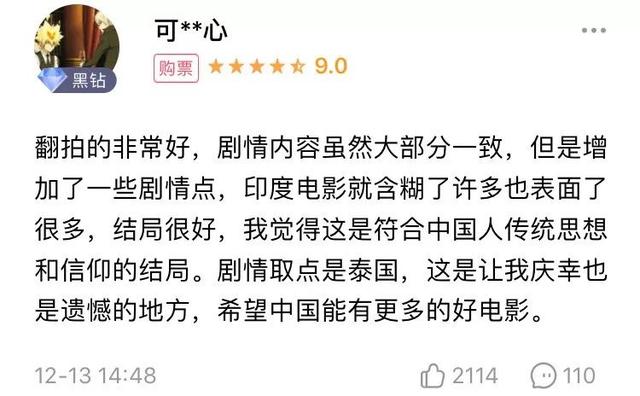 可**心
购票 9.0
黑钻
翻拍的非常好，剧情内容虽然大部分一致，但是增
加了一些剧情点，印度电影就含糊了许多也表面了
很多，结局很好，我觉得这是符合中国人传统思想
和信仰的结局。剧情取点是泰国，这是让我庆幸也
是遗憾的地方，希望中国能有更多的好电影。
12-13 14:48 2114 110